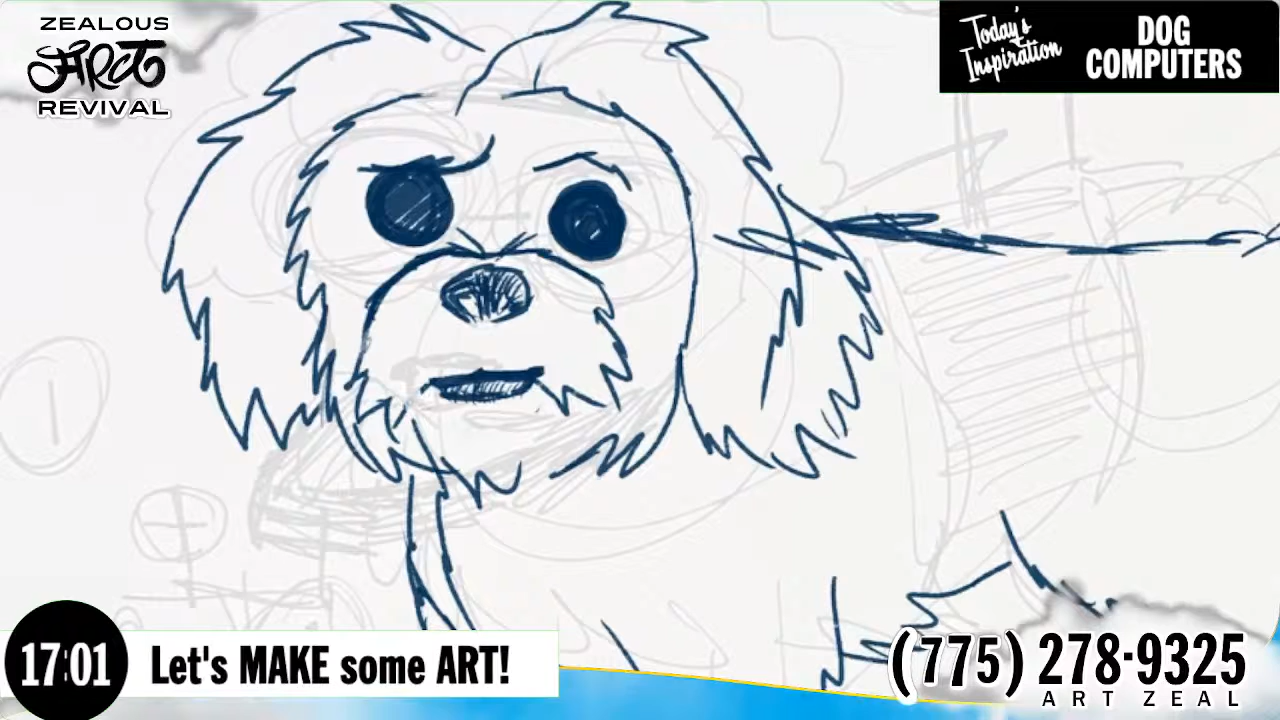 ZEALOUS
ART
REVIVAL
Today's
Inspiration
DOG
COMPUTERS
17:01
Let's MAKE some ART!
(775) 278-9325
ART ZEAL